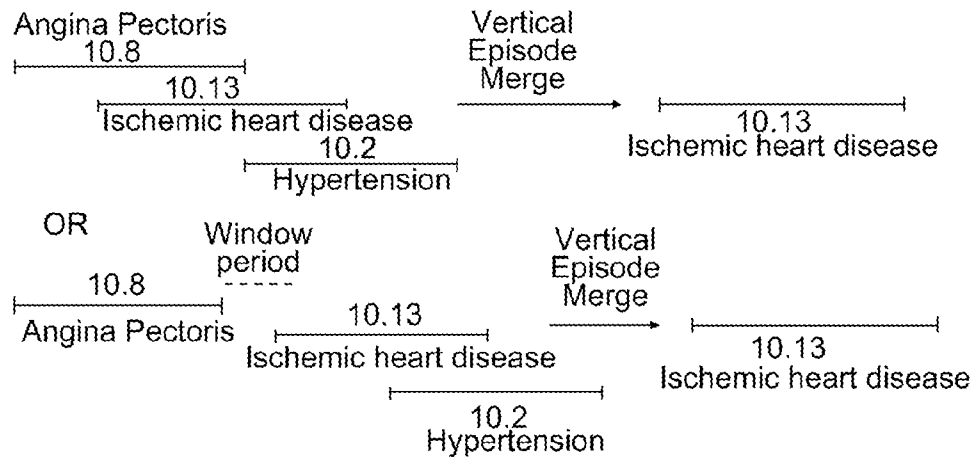 Angina Pectoris
10.8
10.13
Ischemic heart disease
10.2
Hypertension
Vertical
Episode
Merge
10.13
Ischemic heart disease
OR
Window
period
10.8
Angina Pectoris
10.13
Ischemic heart disease
10.2
Hypertension
Vertical
Episode
Merge
10.13
Ischemic heart disease